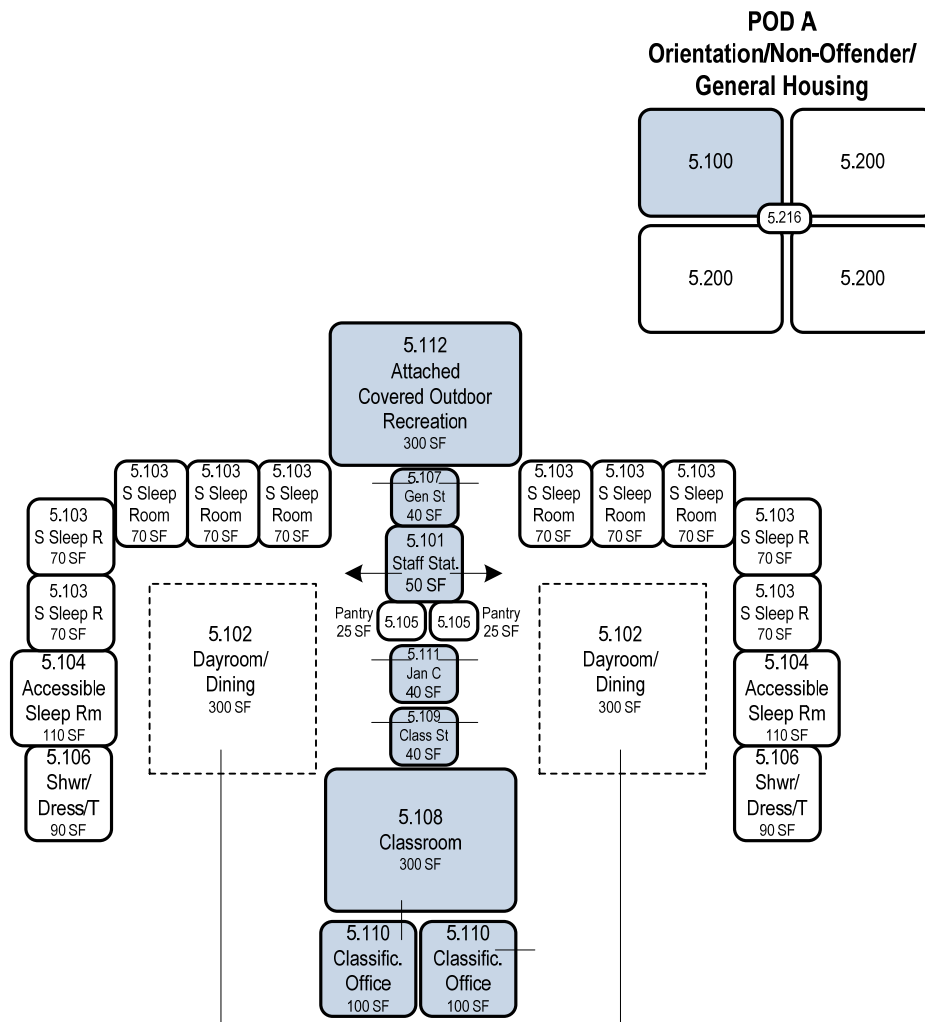 POD A
Orientation/Non-Offender/
General Housing
5.100
5.200
5.216
5.200
5.200
5.112
Attached
Covered Outdoor
Recreation
300 SF
5.103
S Sleep
Room
70 SF
5.103
S Sleep
Room
70 SF
5.103
S Sleep
Room
70 SF
5.107
Gen St
40 SF
5.103
S Sleep
Room
70 SF
5.103
S Sleep
Room
70 SF
5.103
S Sleep
Room
70 SF
5.103
S Sleep R
70 SF
5.101
Staff Stat.
50 SF
5.103
S Sleep R
70 SF
5.103
S Sleep R
70 SF
Pantry
25 SF
5.105
5.105
Pantry
25 SF
5.103
S Sleep R
70 SF
5.102
Dayroom/
Dining
300 SF
5.102
Dayroom/
Dining
300 SF
5.104
Accessible
Sleep Rm
110 SF
5.111
Jan C
40 SF
5.104
Accessible
Sleep Rm
110 SF
5.109
Class St
40 SF
5.106
Shwr/
Dress/T
90 SF
5.106
Shwr/
Dress/T
90 SF
5.108
Classroom
300 SF
5.110
Classific.
Office
100 SF
5.110
Classific.
Office
100 SF